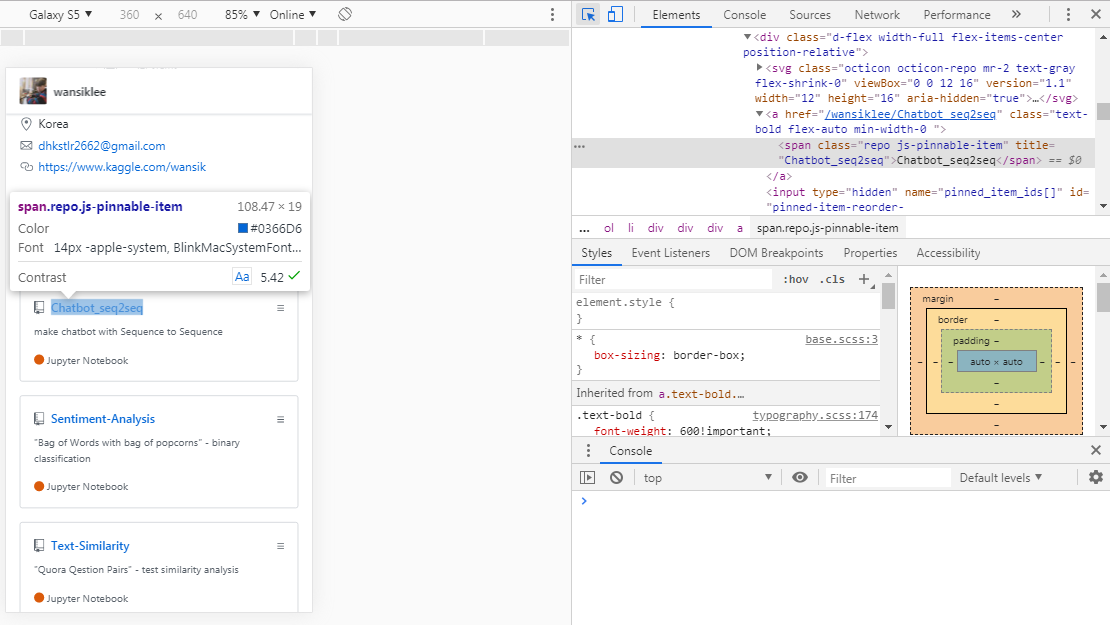 Galaxy S5 ▼ 360 × 640 85% ▼ Online ▼
wansiklee
Korea
dhkstlr2662@gmail.com
https://www.kaggle.com/wansik
span.repo.js-pinnable-item 108.47 × 19
Color #0366D6
Font 14px -apple-system, BlinkMacSystemFont…
Contrast Aa 5.42
Chatbot_seq2seq
make chatbot with Sequence to Sequence
Jupyter Notebook
Sentiment-Analysis
"Bag of Words with bag of popcorns" - binary
classification
Jupyter Notebook
Text-Similarity
"Quora Qestion Pairs" - test similarity analysis
Jupyter Notebook
Elements Console Sources Network Performance »
▼<div class="d-flex width-full flex-items-center
position-relative">
▶<svg class="octicon octicon-repo mr-2 text-gray
flex-shrink-0" viewBox="0 0 12 16" version="1.1"
width="12" height="16" aria-hidden="true">…</svg>
▼<a href="/wansiklee/Chatbot_seq2seq" class="text-
bold flex-auto min-width-0 ">
<span class="repo js-pinnable-item" title=
"Chatbot_seq2seq">Chatbot_seq2seq</span> == $0
</a>
<input type="hidden" name="pinned_item_ids[]" id=
"pinned-item-reorder-
... ol li div div div a span.repo.js-pinnable-item
Styles Event Listeners DOM Breakpoints Properties Accessibility
Filter :hov .cls +
element.style {
}
* { base.scss:3
box-sizing: border-box;
}
Inherited from a.text-bold.…
.text-bold { typography.scss:174
font-weight: 600!important;
margin –
border –
padding –
– – – auto × auto – – –
–
–
–
Console
top ▼ Filter Default levels ▼
>